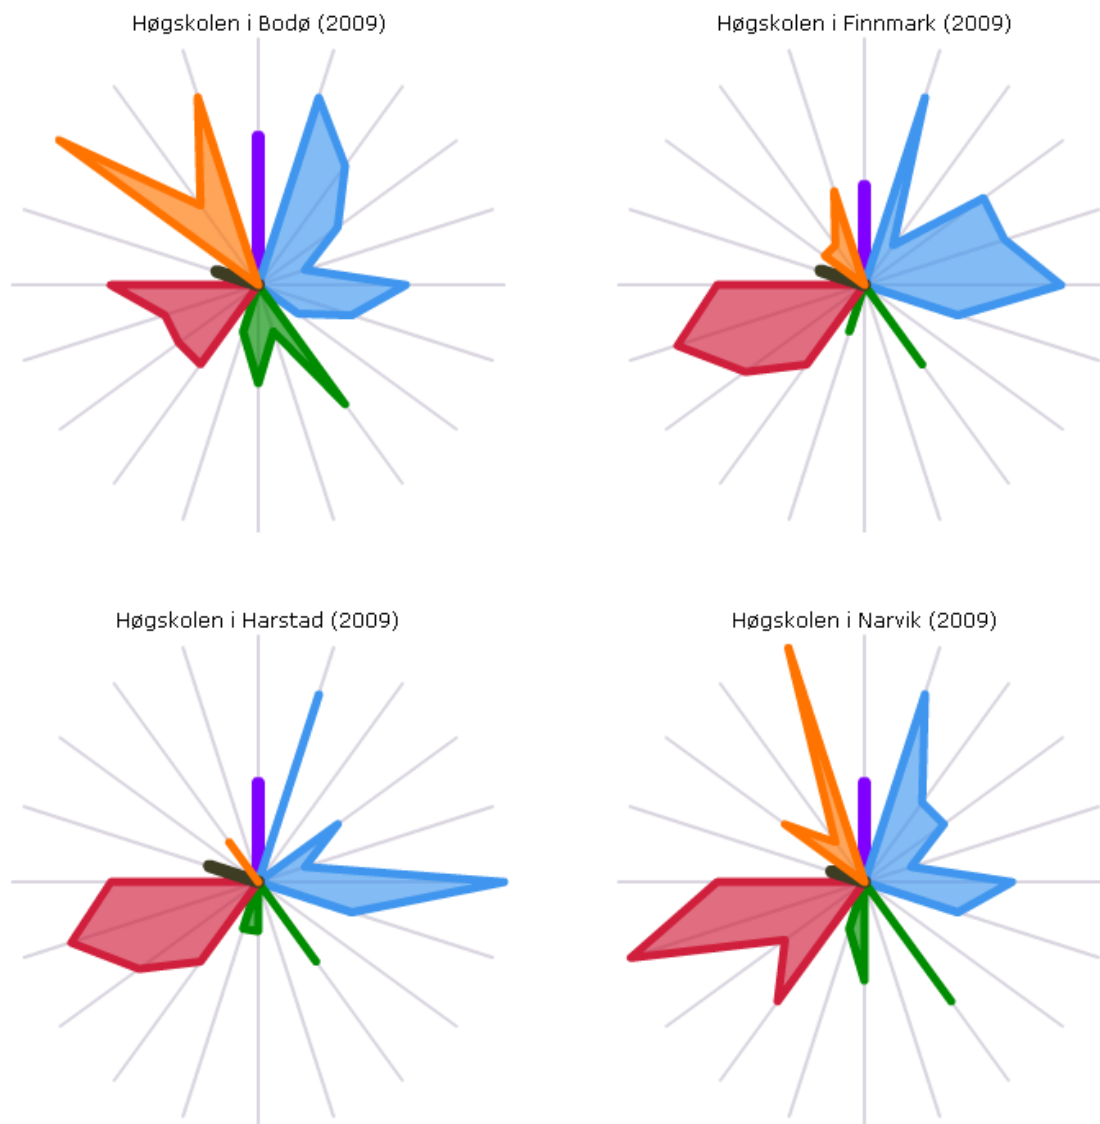 Høgskolen i Bodø (2009)
Høgskolen i Finnmark (2009)
Høgskolen i Harstad (2009)
Høgskolen i Narvik (2009)